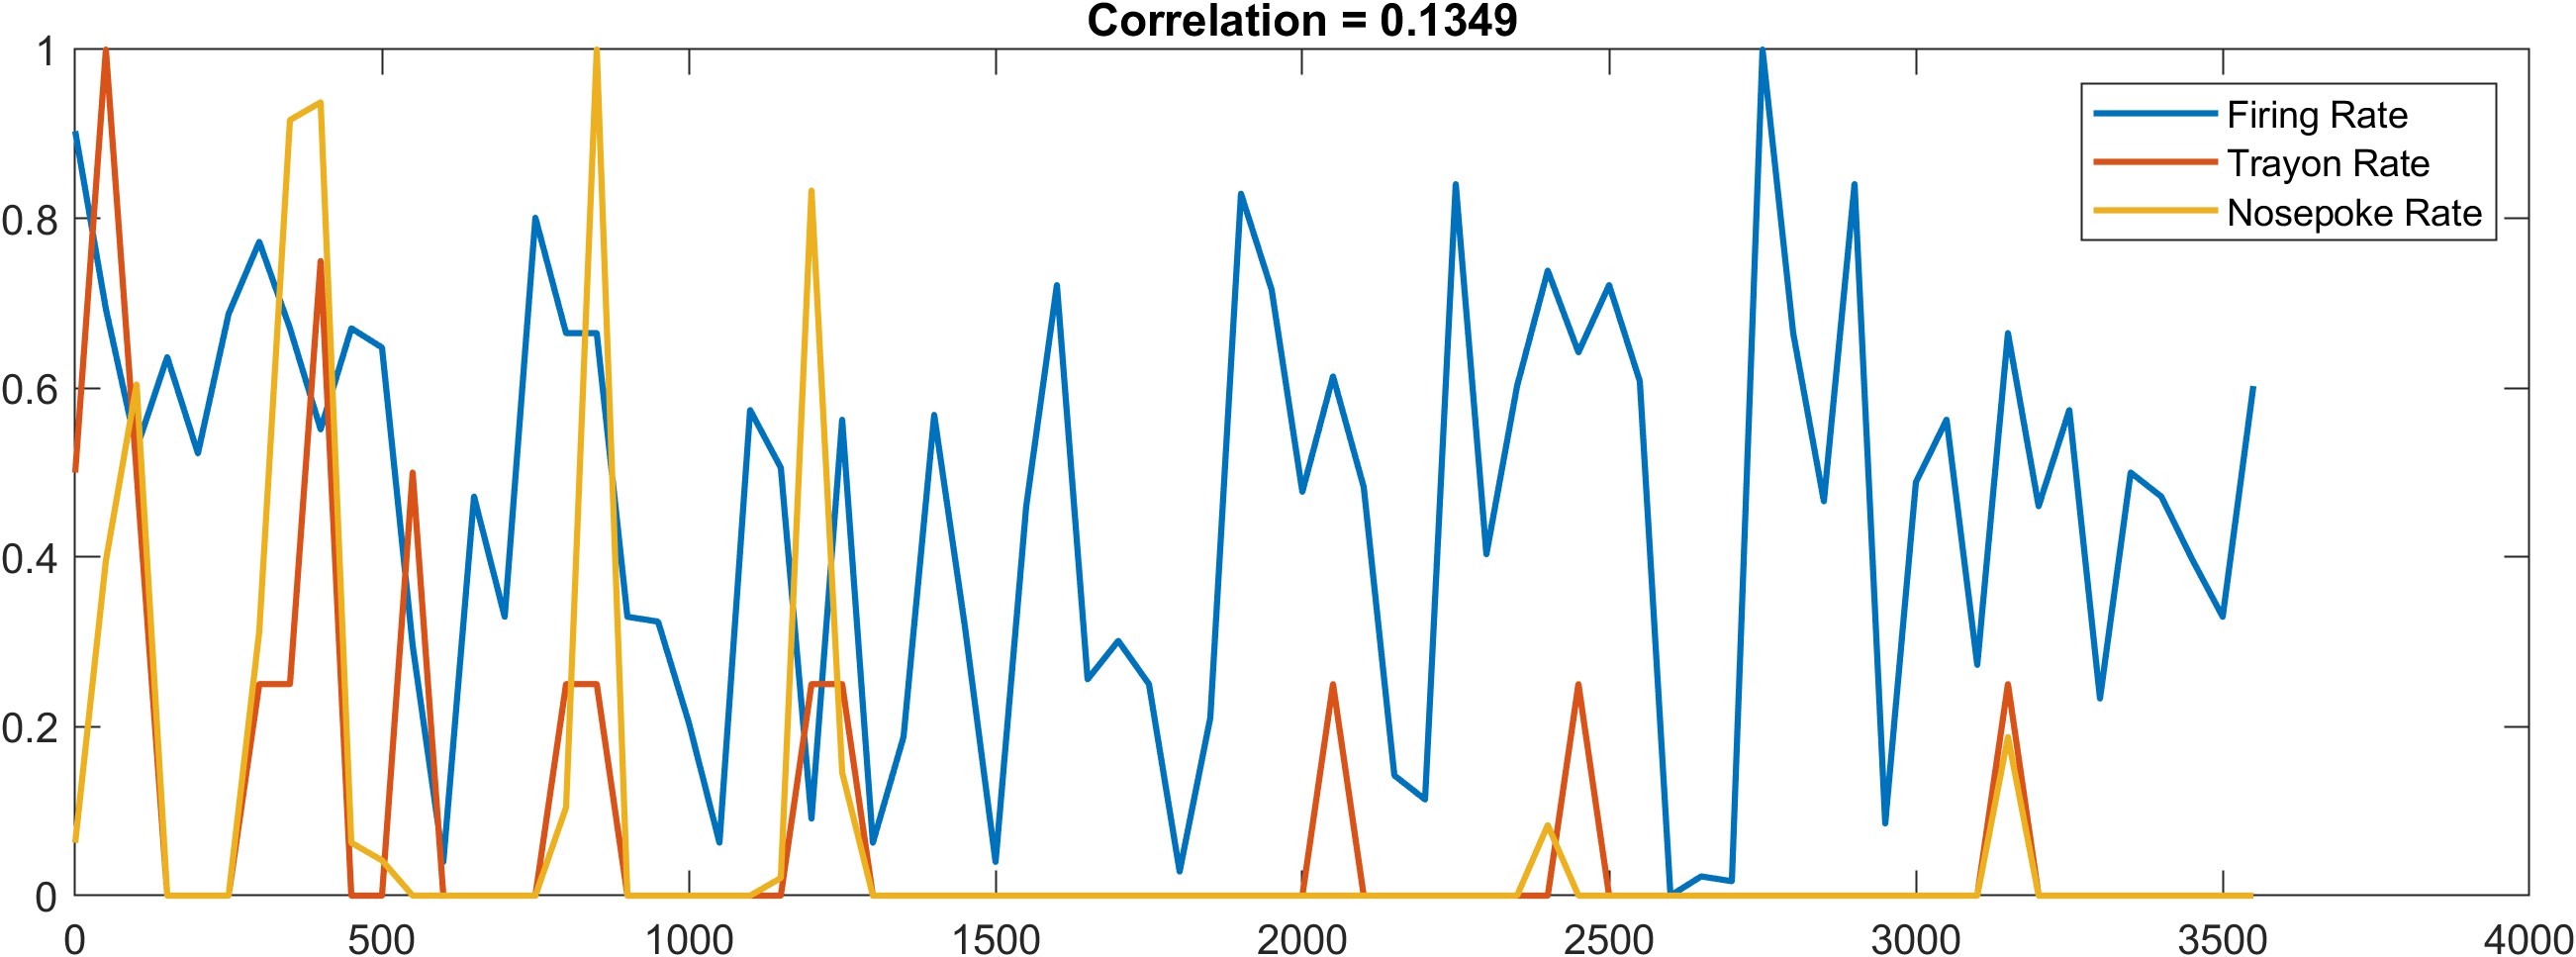 Correlation = 0.1349
1
0.8
0.6
0.4
0.2
0
Firing Rate
Trayon Rate
Nosepoke Rate
0 500 1000 1500 2000 2500 3000 3500 4000